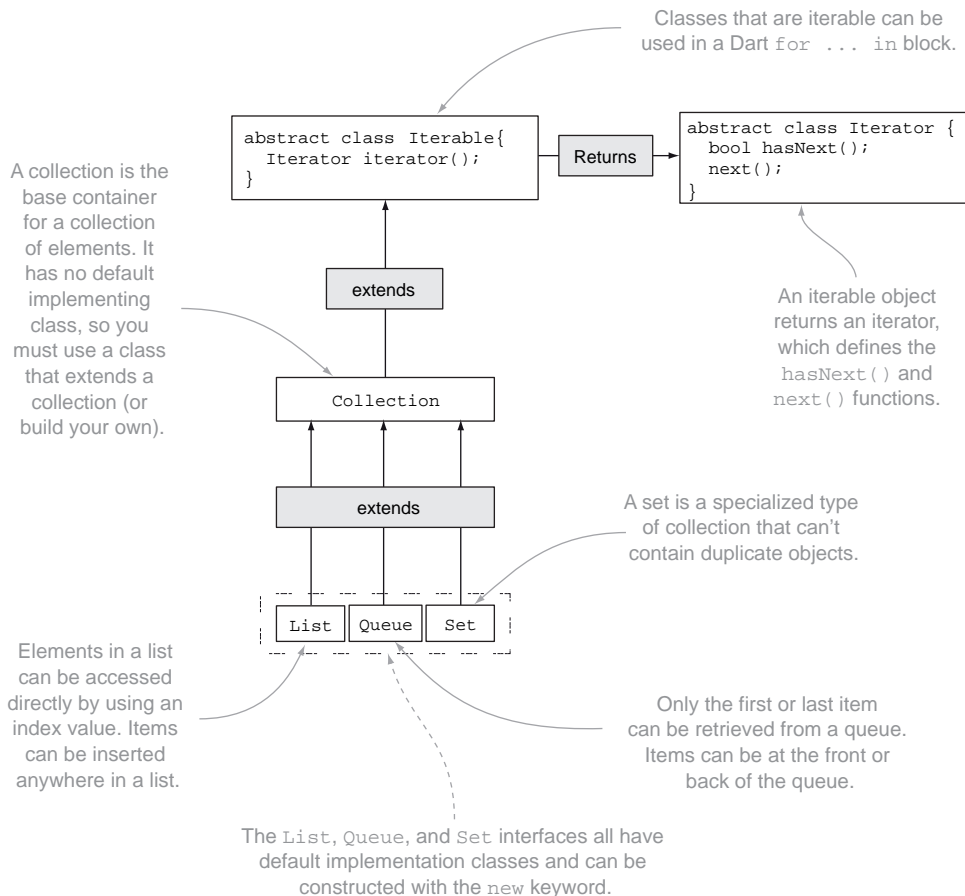 Classes that are iterable can be
used in a Dart for ... in block.
abstract class Iterable{
Iterator iterator();
}
Returns
abstract class Iterator {
bool hasNext();
next();
}
A collection is the
base container
for a collection
of elements. It
has no default
implementing
class, so you
must use a class
that extends a
collection (or
build your own).
extends
An iterable object
returns an iterator,
which defines the
hasNext() and
next() functions.
Collection
extends
A set is a specialized type
of collection that can't
contain duplicate objects.
List
Queue
Set
Elements in a list
can be accessed
directly by using an
index value. Items
can be inserted
anywhere in a list.
Only the first or last item
can be retrieved from a queue.
Items can be at the front or
back of the queue.
The List, Queue, and Set interfaces all have
default implementation classes and can be
constructed with the new keyword.